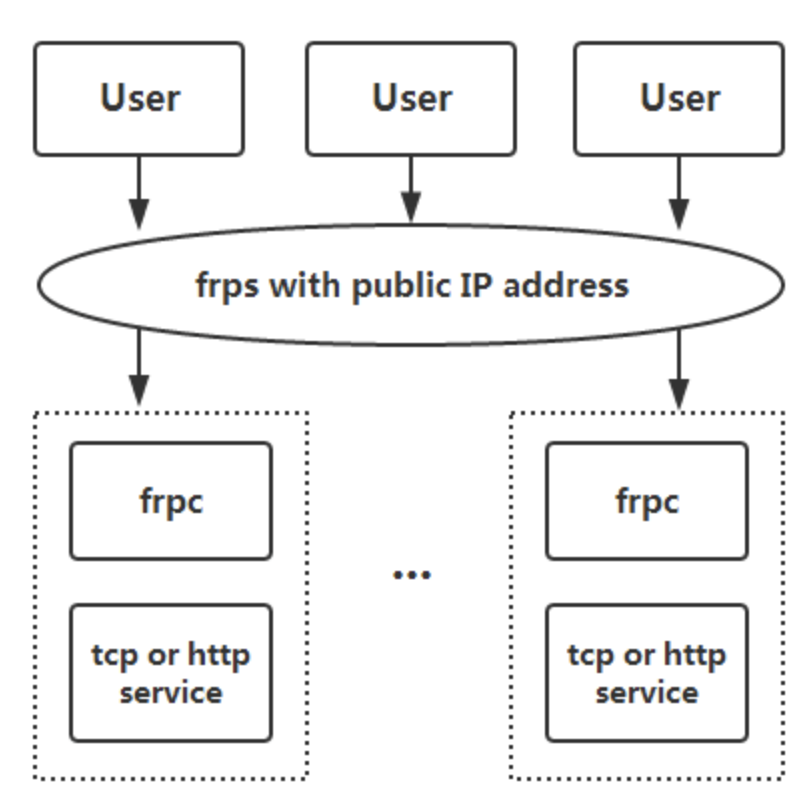 User
User
User
frps with public IP address
frpc
frpc
...
tcp or http
service
tcp or http
service